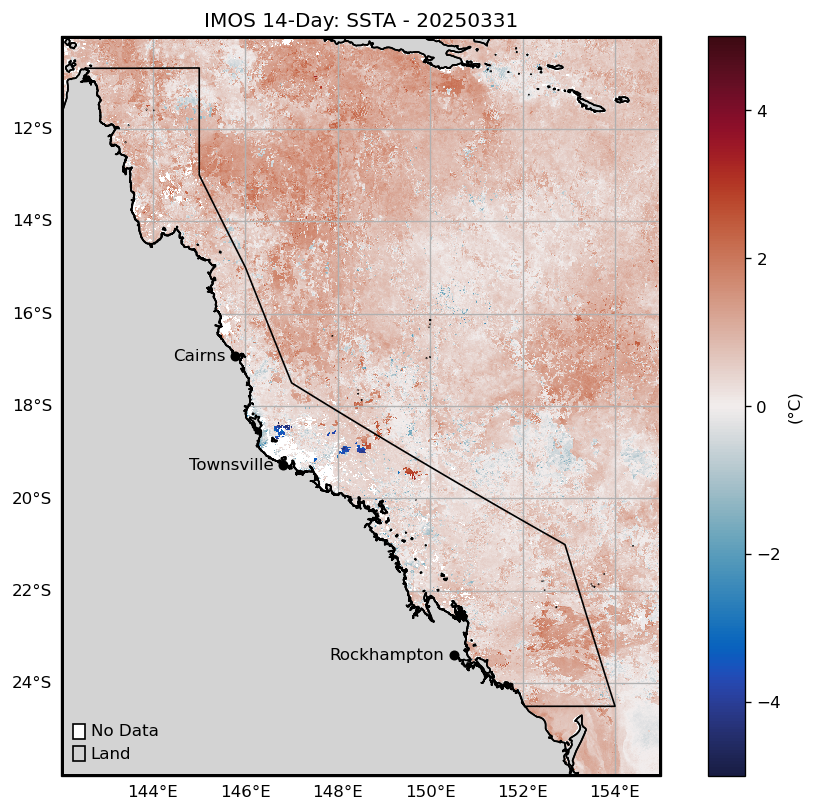 IMOS 14-Day: SSTA - 20250331
12°S
14°S
16°S
18°S
20°S
22°S
24°S
Cairns
Townsville
Rockhampton
No Data
Land
144°E 146°E 148°E 150°E 152°E 154°E
4
2
0
−2
−4
(°C)